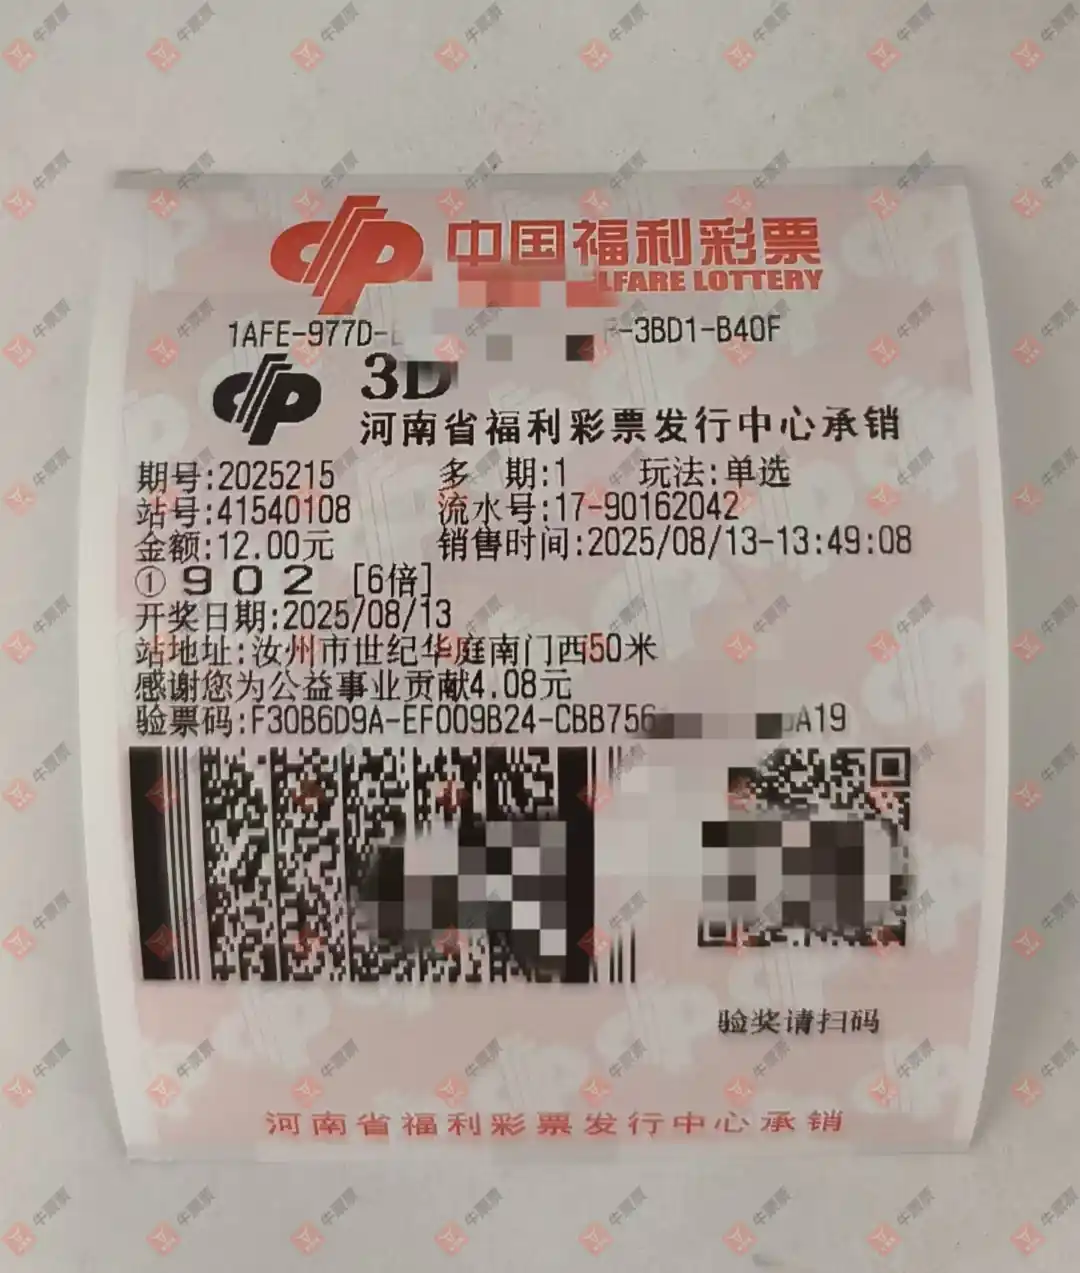 中国福利彩票
LFARE LOTTERY
1AFE-977D- -3BD1-B40F
3D
河南省福利彩票发行中心承销
期号:2025215 多 期:1 玩法:单选
站号:41540108 流水号:17-90162042
金额:12.00元 销售时间:2025/08/13-13:49:08
① 9 0 2 [6倍]
开奖日期:2025/08/13
站地址:汝州市世纪华庭南门西50米
感谢您为公益事业贡献4.08元
验票码:F30B6D9A-EF009B24-CBB756 A19
验奖请扫码
河南省福利彩票发行中心承销
牛票票